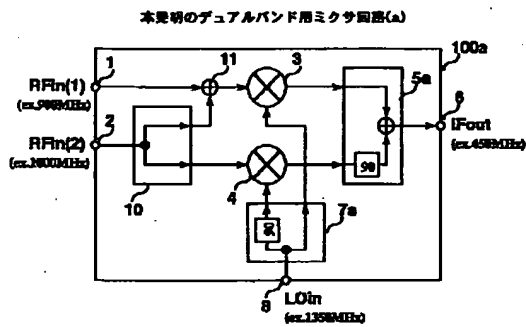 本発明のデュアルバンド用ミクサ回路(a)
100a
RFin(1)
(ex.900MHz)
1
11
3
5a
6
IFout
(ex.450MHz)
RFin(2)
2
10
4
90
90
7a
8
LOin
(ex.1350MHz)